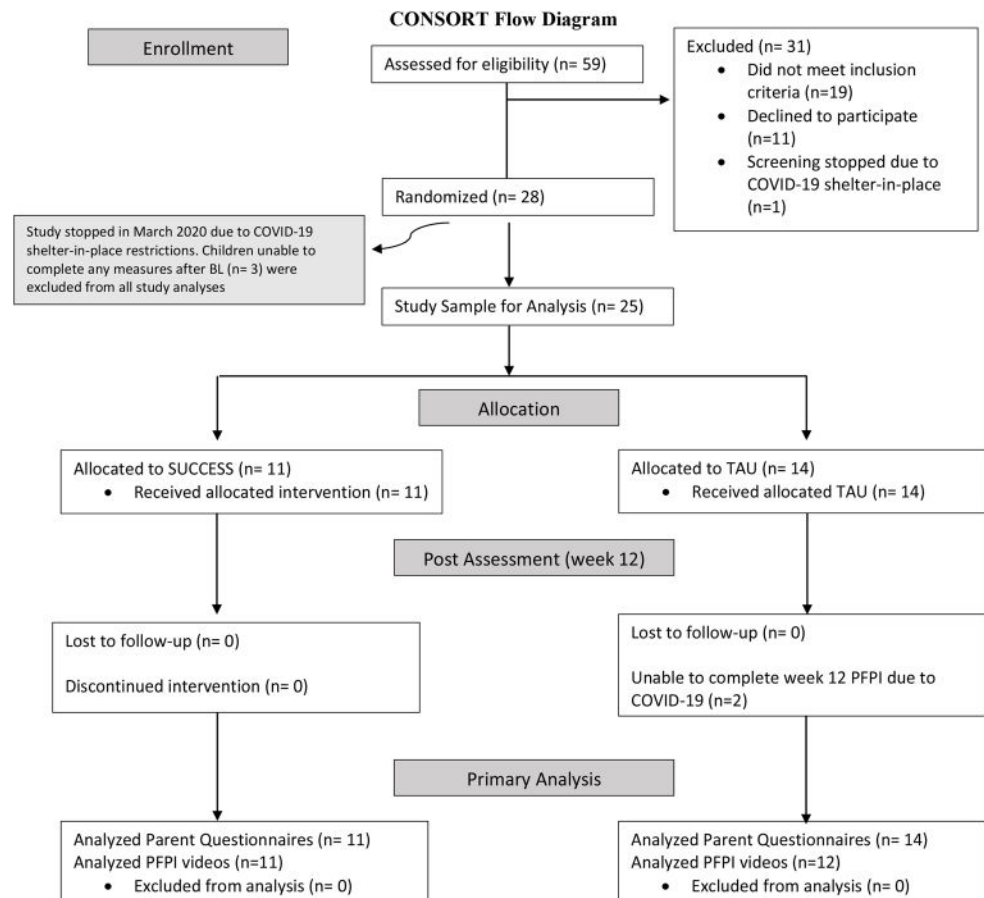 CONSORT Flow Diagram
Enrollment
Assessed for eligibility (n= 59)
Excluded (n= 31)
• Did not meet inclusion
criteria (n=19)
• Declined to participate
(n=11)
• Screening stopped due to
COVID-19 shelter-in-place
(n=1)
Randomized (n= 28)
Study stopped in March 2020 due to COVID-19
shelter-in-place restrictions. Children unable to
complete any measures after BL (n= 3) were
excluded from all study analyses
Study Sample for Analysis (n= 25)
Allocation
Allocated to SUCCESS (n= 11)
• Received allocated intervention (n= 11)
Allocated to TAU (n= 14)
• Received allocated TAU (n= 14)
Post Assessment (week 12)
Lost to follow-up (n= 0)
Discontinued intervention (n= 0)
Lost to follow-up (n= 0)
Unable to complete week 12 PFPI due to
COVID-19 (n=2)
Primary Analysis
Analyzed Parent Questionnaires (n= 11)
Analyzed PFPI videos (n=11)
• Excluded from analysis (n= 0)
Analyzed Parent Questionnaires (n= 14)
Analyzed PFPI videos (n=12)
• Excluded from analysis (n= 0)